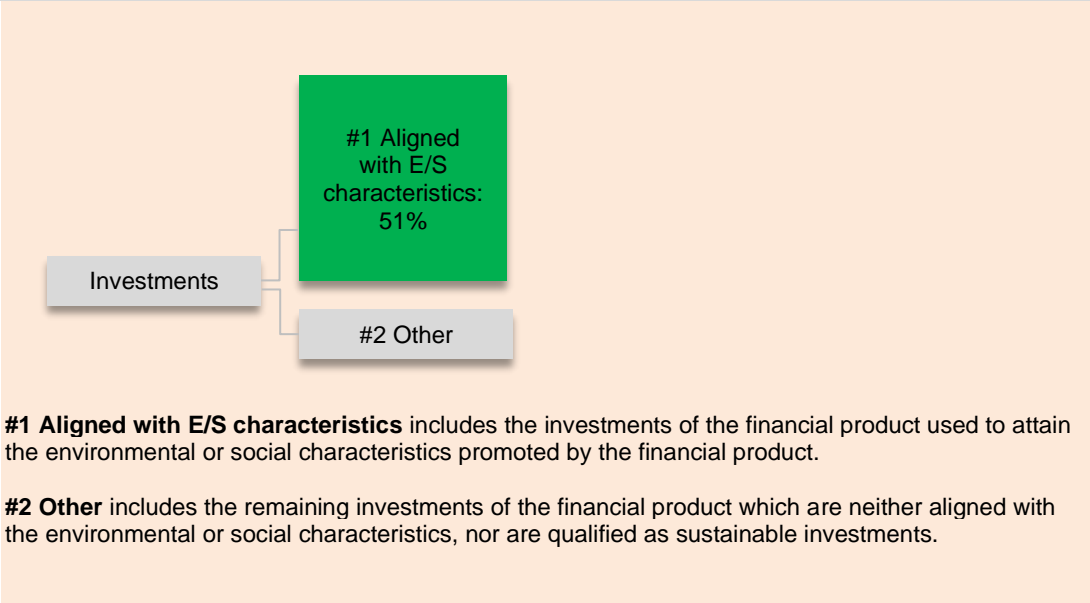 #1 Aligned
with E/S
characteristics:
51%
Investments
#2 Other
#1 Aligned with E/S characteristics includes the investments of the financial product used to attain
the environmental or social characteristics promoted by the financial product.
#2 Other includes the remaining investments of the financial product which are neither aligned with
the environmental or social characteristics, nor are qualified as sustainable investments.